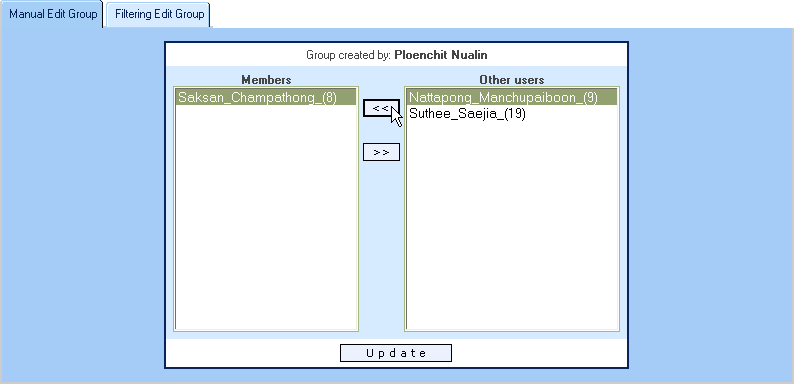 Manual Edit Group
Filtering Edit Group
Group created by: Ploenchit Nualin
Members
Other users
Saksan_Champathong_(8)
<<
Nattapong_Manchupaiboon_(9)
Suthee_Saejia_(19)
>>
Update